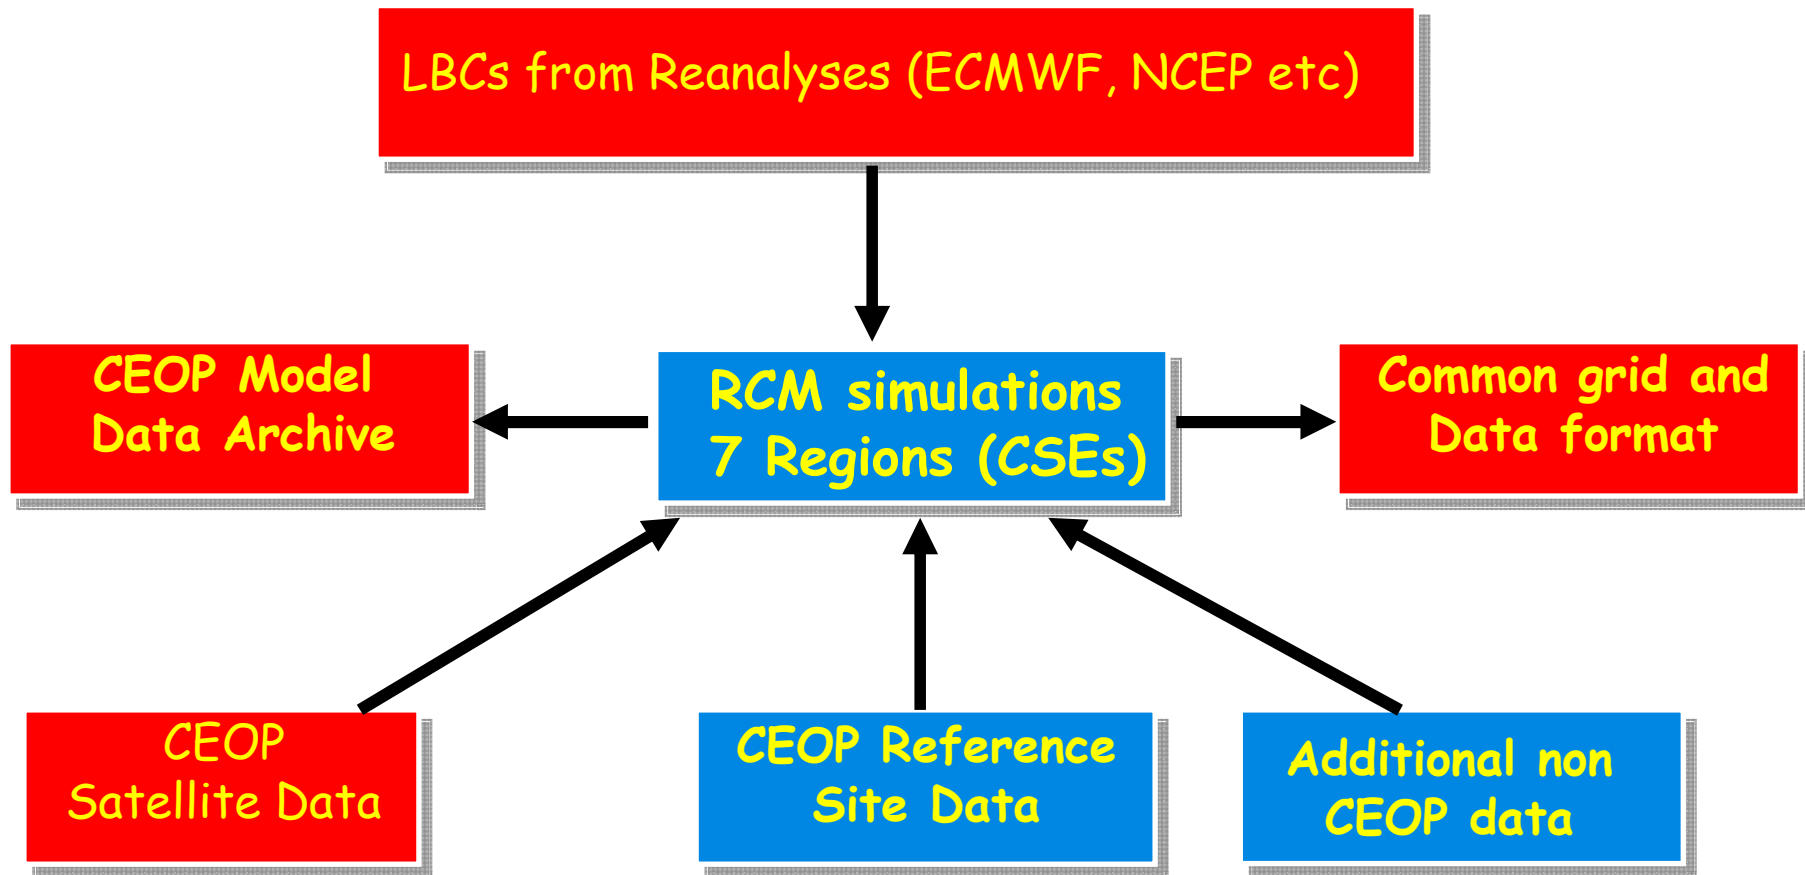 LBCs from Reanalyses (ECMWF, NCEP etc)
CEOP Model
Data Archive
RCM simulations
7 Regions (CSEs)
Common grid and
Data format
CEOP
Satellite Data
CEOP Reference
Site Data
Additional non
CEOP data